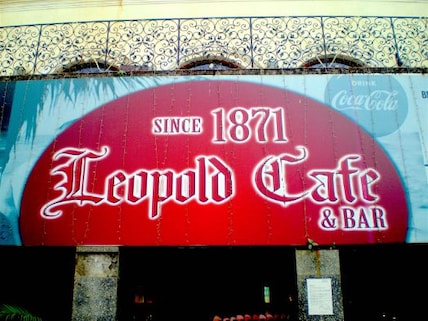 SINCE 1871
Leopold Cafe
& BAR
DRINK
Coca-Cola